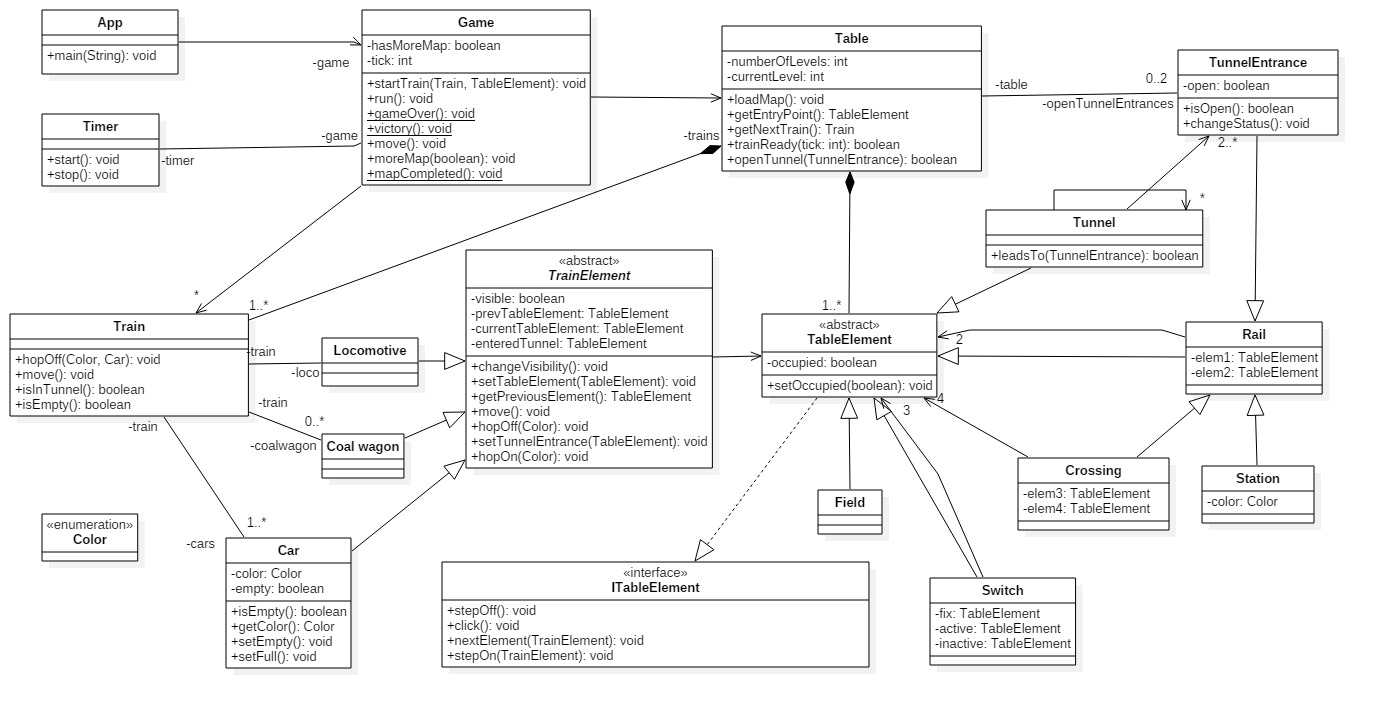 App
+main(String): void
Timer
+start(): void
+stop(): void
-timer
-game
-game
Game
-hasMoreMap: boolean
-tick: int
+startTrain(Train, TableElement): void
+run(): void
+gameOver(): void
+victory(): void
+move(): void
+moreMap(boolean): void
+mapCompleted(): void
Table
-numberOfLevels: int
-currentLevel: int
+loadMap(): void
+getEntryPoint(): TableElement
+getNextTrain(): Train
+trainReady(tick: int): boolean
+openTunnel(TunnelEntrance): boolean
-trains
-table
-openTunnelEntrances
0..2
TunnelEntrance
-open: boolean
+isOpen(): boolean
+changeStatus(): void
2..*
Train
+hopOff(Color, Car): void
+move(): void
+isInTunnel(): boolean
+isEmpty(): boolean
*
1..*
-train
-train
-train
-loco
-coalwagon
0..*
-cars
1..*
«enumeration»
Color
Car
-color: Color
-empty: boolean
+isEmpty(): boolean
+getColor(): Color
+setEmpty(): void
+setFull(): void
Coal wagon
Locomotive
«abstract»
TrainElement
-visible: boolean
-prevTableElement: TableElement
-currentTableElement: TableElement
-enteredTunnel: TableElement
+changeVisibility(): void
+setTableElement(TableElement): void
+getPreviousElement(): TableElement
+move(): void
+hopOff(Color): void
+setTunnelEntrance(TableElement): void
+hopOn(Color): void
«interface»
ITableElement
+stepOff(): void
+click(): void
+nextElement(TrainElement): void
+stepOn(TrainElement): void
1..*
«abstract»
TableElement
-occupied: boolean
+setOccupied(boolean): void
2
3
4
Field
Tunnel
+leadsTo(TunnelEntrance): boolean
*
Switch
-fix: TableElement
-active: TableElement
-inactive: TableElement
Crossing
-elem3: TableElement
-elem4: TableElement
Rail
-elem1: TableElement
-elem2: TableElement
Station
-color: Color